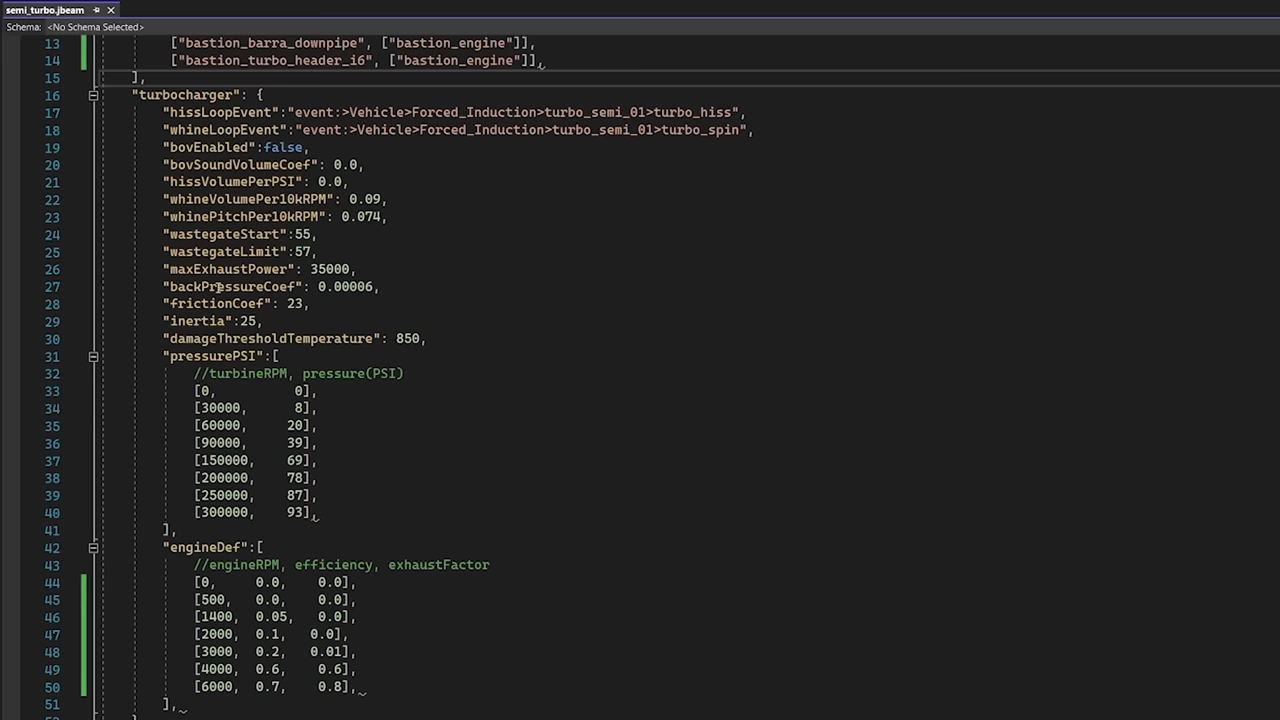 semi_turbo.jbeam
Schema: <No Schema Selected>
13 ["bastion_barra_downpipe", ["bastion_engine"]],
14 ["bastion_turbo_header_i6", ["bastion_engine"]],
15 ],
16 "turbocharger": {
17 "hissLoopEvent":"event:>Vehicle>Forced_Induction>turbo_semi_01>turbo_hiss",
18 "whineLoopEvent":"event:>Vehicle>Forced_Induction>turbo_semi_01>turbo_spin",
19 "bovEnabled":false,
20 "bovSoundVolumeCoef": 0.0,
21 "hissVolumePerPSI": 0.0,
22 "whineVolumePer10kRPM": 0.09,
23 "whinePitchPer10kRPM": 0.074,
24 "wastegateStart":55,
25 "wastegateLimit":57,
26 "maxExhaustPower": 35000,
27 "backPressureCoef": 0.00006,
28 "frictionCoef": 23,
29 "inertia":25,
30 "damageThresholdTemperature": 850,
31 "pressurePSI":[
32 //turbineRPM, pressure(PSI)
33 [0, 0],
34 [30000, 8],
35 [60000, 20],
36 [90000, 39],
37 [150000, 69],
38 [200000, 78],
39 [250000, 87],
40 [300000, 93],
41 ],
42 "engineDef":[
43 //engineRPM, efficiency, exhaustFactor
44 [0, 0.0, 0.0],
45 [500, 0.0, 0.0],
46 [1400, 0.05, 0.0],
47 [2000, 0.1, 0.0],
48 [3000, 0.2, 0.01],
49 [4000, 0.6, 0.6],
50 [6000, 0.7, 0.8],
51 ],